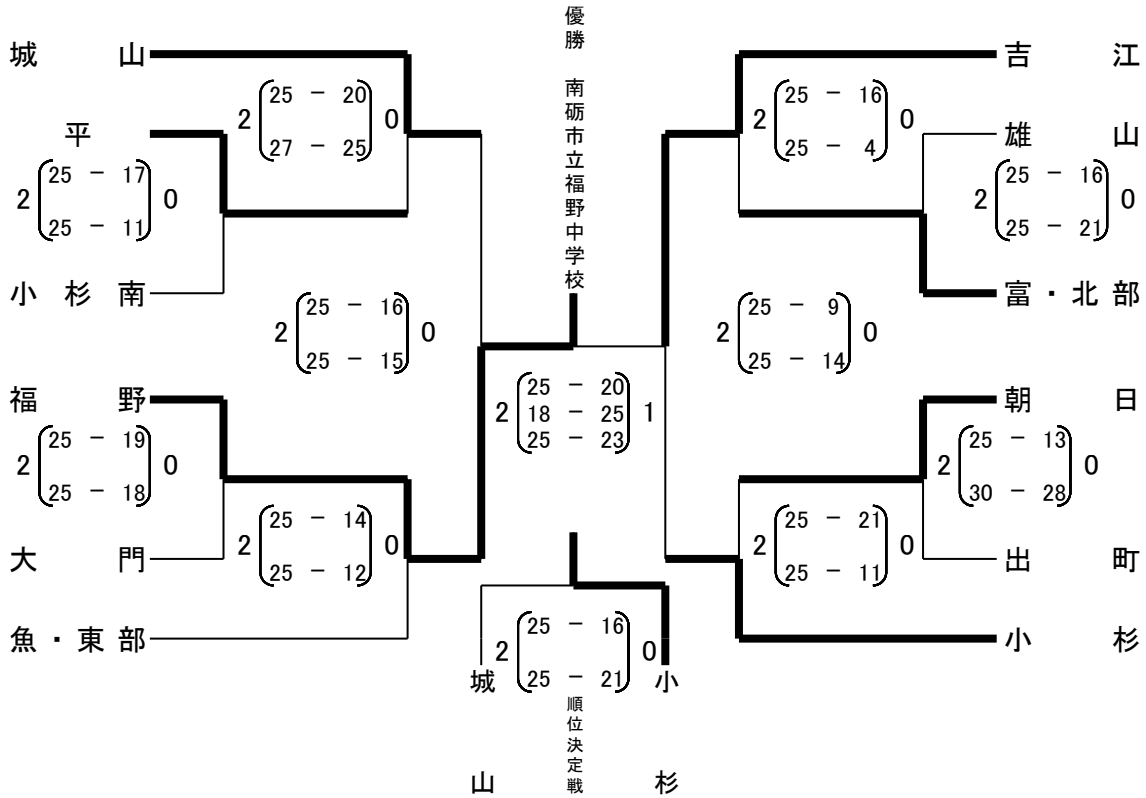 優勝　南砺市立福野中学校
城山
2 25 － 20 0
27 － 25
平
2 25 － 17 0
25 － 11
小杉南
2 25 － 16 0
25 － 15
福野
2 25 － 19 0
25 － 18
2 25 － 14 0
25 － 12
大門
魚・東部
吉江
2 25 － 16 0
25 － 4
雄山
2 25 － 16 0
25 － 21
富・北部
2 25 － 9 0
25 － 14
朝日
2 25 － 13 0
30 － 28
2 25 － 21 0
25 － 11
出町
小杉
25 － 20
2 18 － 25 1
25 － 23
2 25 － 16 0
25 － 21
城山
小杉
順位決定戦